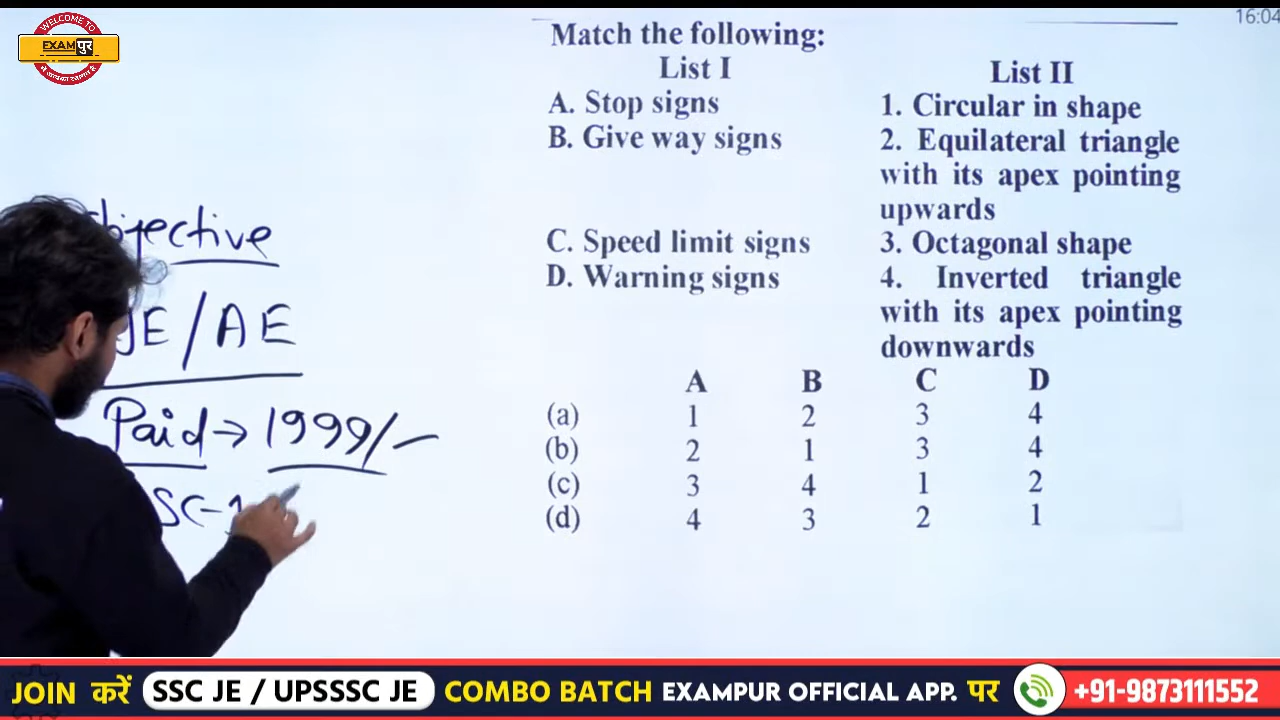 WELCOME TO
EXAMपुर
16:04
Match the following:
List I
List II
A. Stop signs
1. Circular in shape
B. Give way signs
2. Equilateral triangle
with its apex pointing
upwards
C. Speed limit signs
3. Octagonal shape
D. Warning signs
4. Inverted triangle
with its apex pointing
downwards
A B C D
(a) 1 2 3 4
(b) 2 1 3 4
(c) 3 4 1 2
(d) 4 3 2 1
JE/AE
Paid → 1999/-
JOIN करें SSC JE / UPSSSC JE COMBO BATCH EXAMPUR OFFICIAL APP. पर +91-9873111552